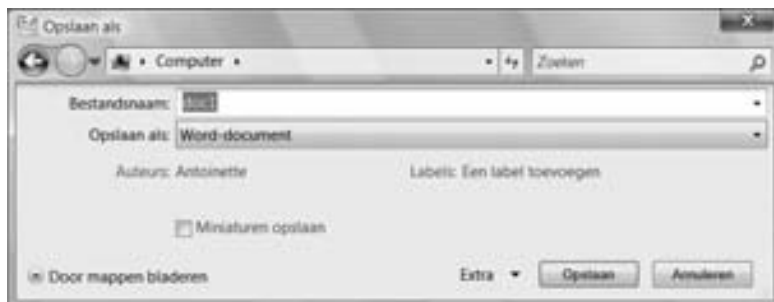 Opslaan als
Computer
Zoeken
Bestandsnaam: doc1
Opslaan als: Word-document
Auteurs: Antoinette Labels: Een label toevoegen
Miniaturen opslaan
Door mappen bladeren Extra Opslaan Annuleren